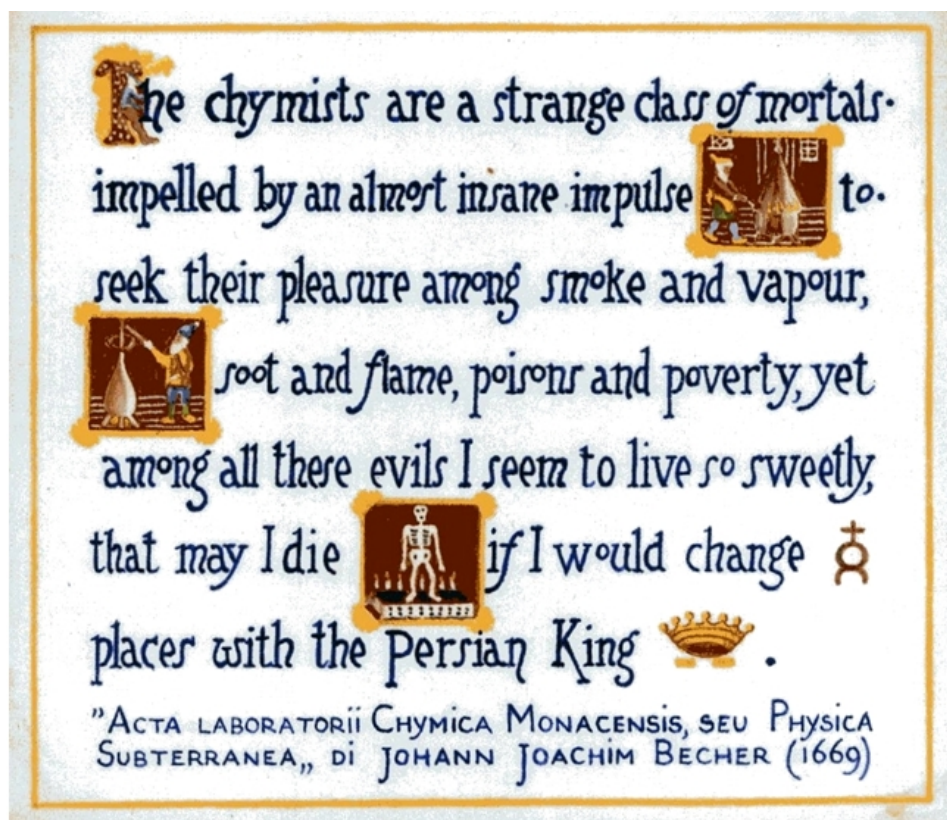 The chymists are a strange class of mortals.
impelled by an almost insane impulse to.
seek their pleasure among smoke and vapour,
soot and flame, poisons and poverty, yet
among all these evils I seem to live so sweetly,
that may I die if I would change
places with the Persian King .
"ACTA LABORATORII CHYMICA MONACENSIS, SEU PHYSICA
SUBTERRANEA„ DI JOHANN JOACHIM BECHER (1669)